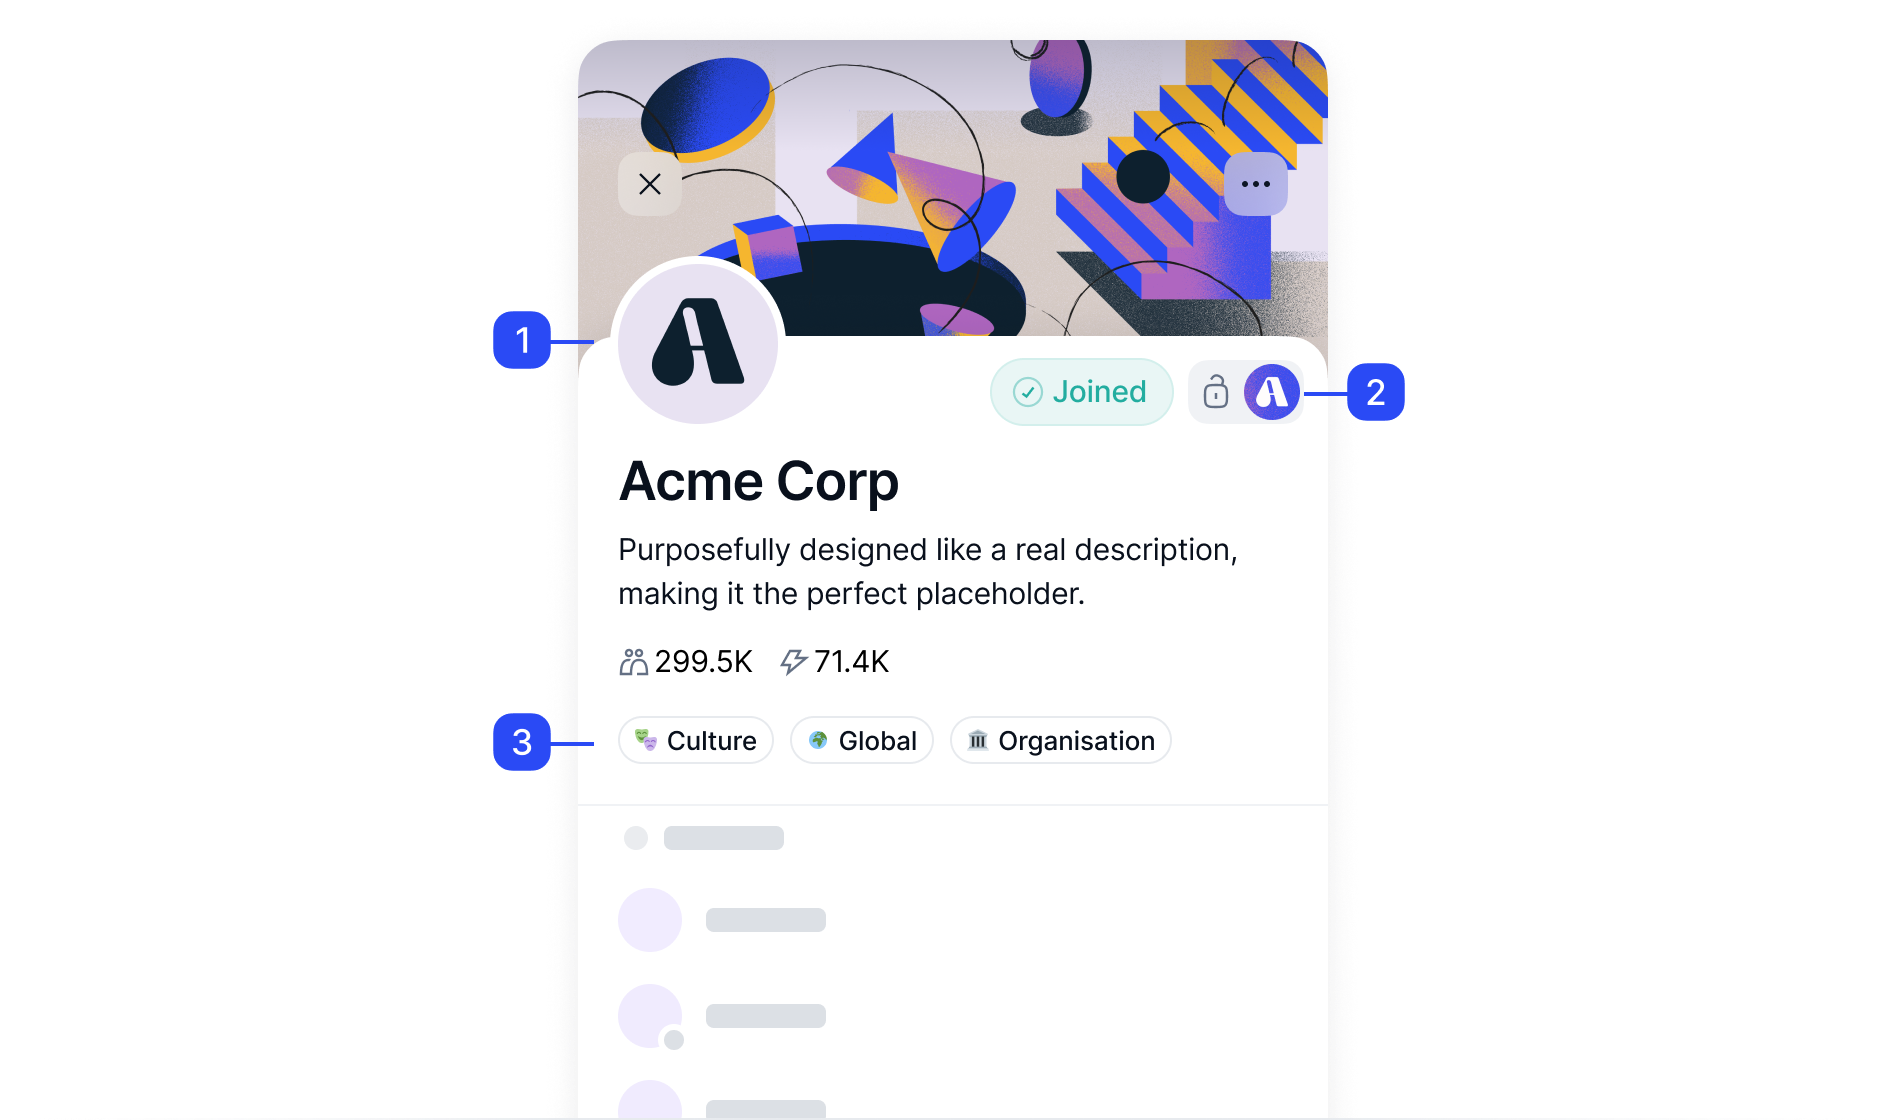 1
Joined
2
Acme Corp
Purposefully designed like a real description,
making it the perfect placeholder.
299.5K 71.4K
3
Culture Global Organisation